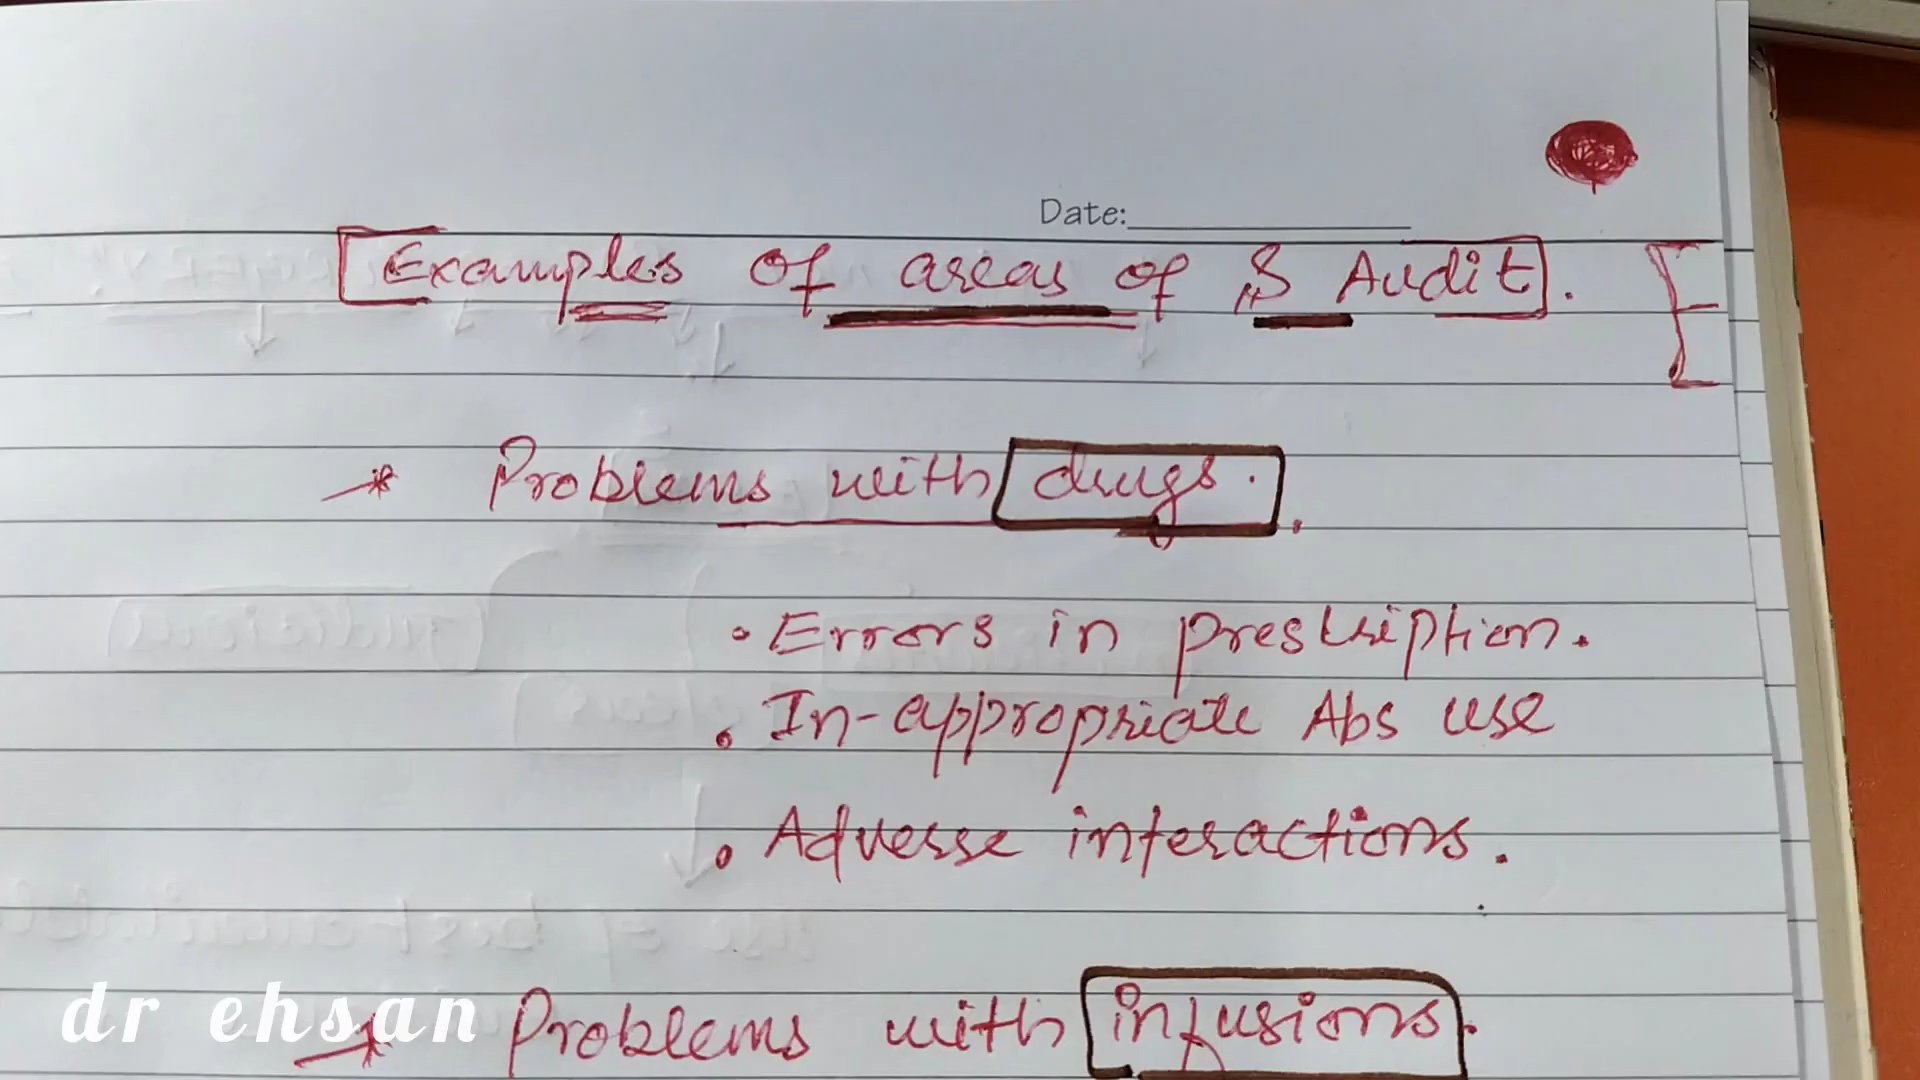 Date:
Examples of areas of S Audit.
* Problems with drugs.
• Errors in prescription.
• In-appropriate Abs use
• Adverse interactions.
* Problems with infusions.
dr ehsan